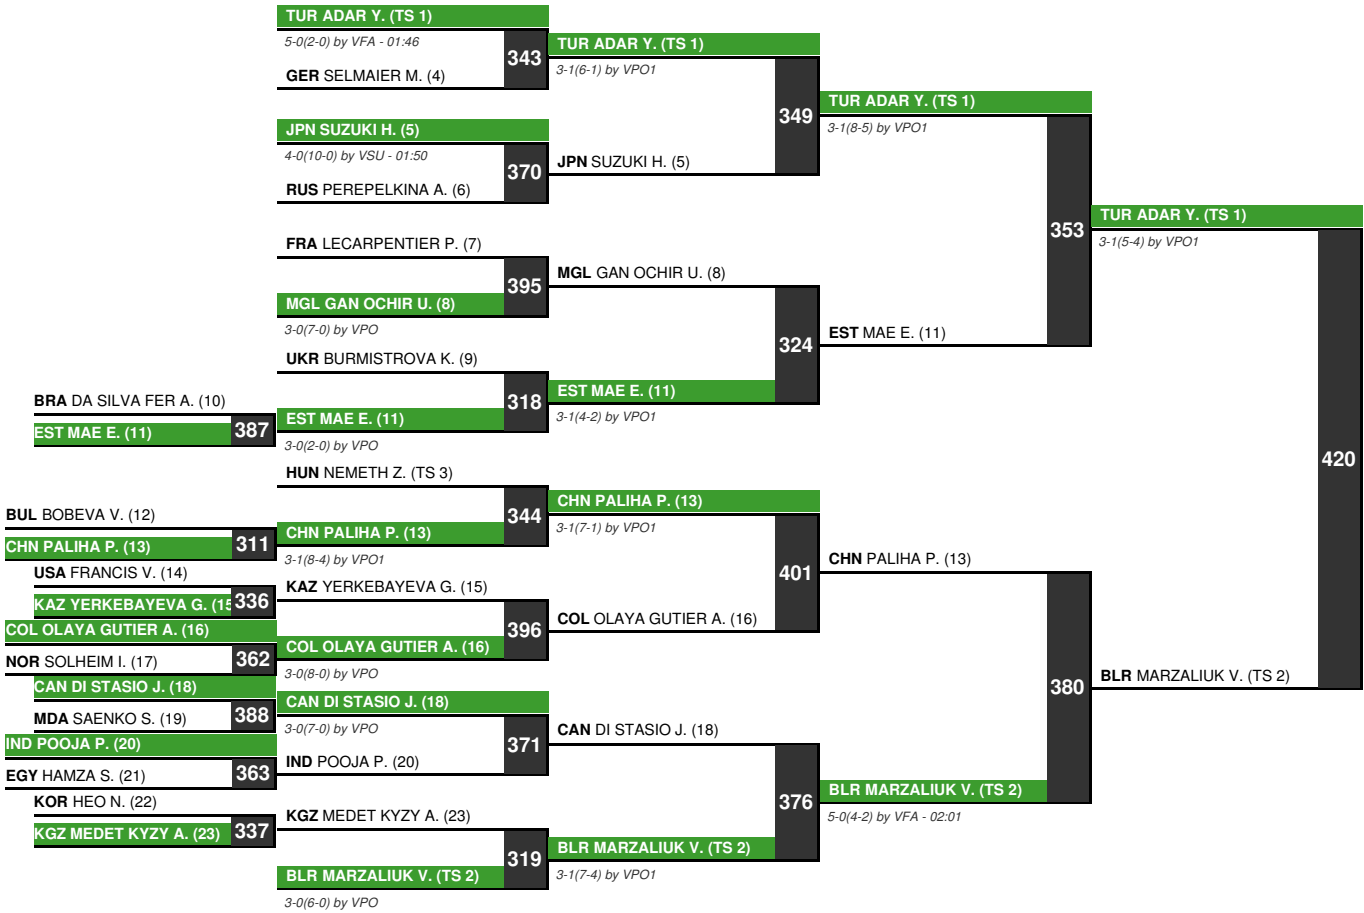 TUR ADAR Y. (TS 1)
5-0(2-0) by VFA - 01:46
343
GER SELMAIER M. (4)
JPN SUZUKI H. (5)
4-0(10-0) by VSU - 01:50
370
RUS PEREPELKINA A. (6)
FRA LECARPENTIER P. (7)
395
MGL GAN OCHIR U. (8)
3-0(7-0) by VPO
UKR BURMISTROVA K. (9)
318
BRA DA SILVA FER A. (10)
387
EST MAE E. (11)
EST MAE E. (11)
3-0(2-0) by VPO
HUN NEMETH Z. (TS 3)
344
BUL BOBEVA V. (12)
311
CHN PALIHA P. (13)
CHN PALIHA P. (13)
3-1(8-4) by VPO1
USA FRANCIS V. (14)
336
KAZ YERKEBAYEVA G. (15
KAZ YERKEBAYEVA G. (15)
396
COL OLAYA GUTIER A. (16)
362
NOR SOLHEIM I. (17)
COL OLAYA GUTIER A. (16)
3-0(8-0) by VPO
CAN DI STASIO J. (18)
388
MDA SAENKO S. (19)
CAN DI STASIO J. (18)
3-0(7-0) by VPO
371
IND POOJA P. (20)
363
EGY HAMZA S. (21)
IND POOJA P. (20)
KOR HEO N. (22)
337
KGZ MEDET KYZY A. (23)
KGZ MEDET KYZY A. (23)
319
BLR MARZALIUK V. (TS 2)
3-0(6-0) by VPO
TUR ADAR Y. (TS 1)
3-1(6-1) by VPO1
349
JPN SUZUKI H. (5)
MGL GAN OCHIR U. (8)
324
EST MAE E. (11)
3-1(4-2) by VPO1
CHN PALIHA P. (13)
3-1(7-1) by VPO1
401
COL OLAYA GUTIER A. (16)
CAN DI STASIO J. (18)
376
BLR MARZALIUK V. (TS 2)
3-1(7-4) by VPO1
TUR ADAR Y. (TS 1)
3-1(8-5) by VPO1
353
EST MAE E. (11)
CHN PALIHA P. (13)
380
BLR MARZALIUK V. (TS 2)
5-0(4-2) by VFA - 02:01
TUR ADAR Y. (TS 1)
3-1(5-4) by VPO1
420
BLR MARZALIUK V. (TS 2)